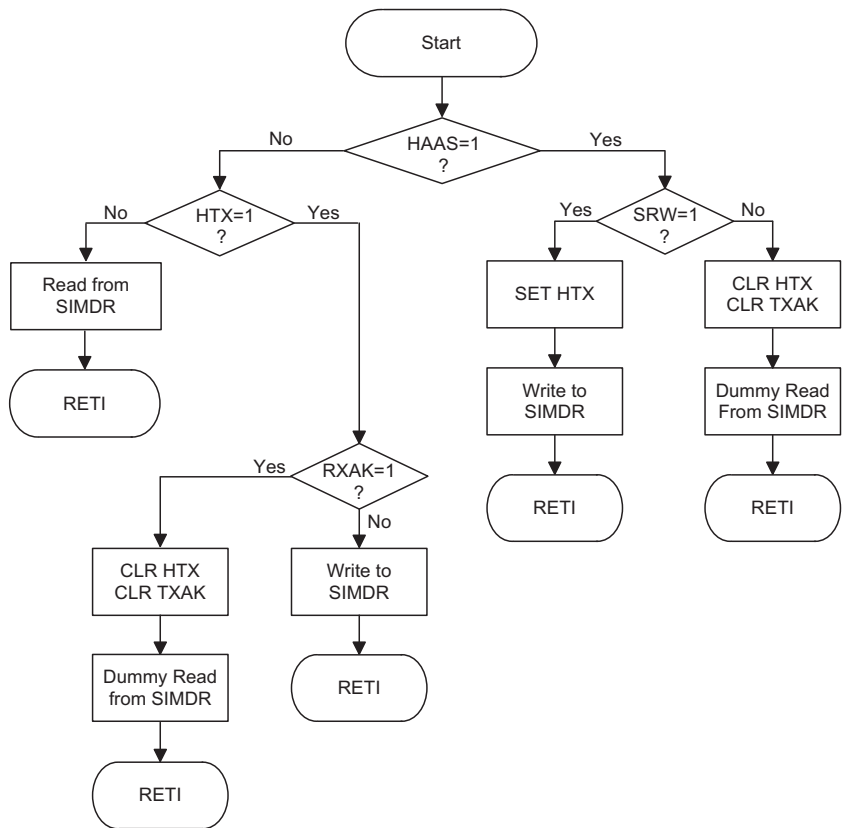 Start
No
HAAS=1
?
Yes
No
HTX=1
?
Yes
Yes
SRW=1
?
No
Read from
SIMDR
SET HTX
CLR HTX
CLR TXAK
RETI
Write to
SIMDR
Dummy Read
From SIMDR
Yes
RXAK=1
?
No
RETI
RETI
CLR HTX
CLR TXAK
Write to
SIMDR
Dummy Read
from SIMDR
RETI
RETI